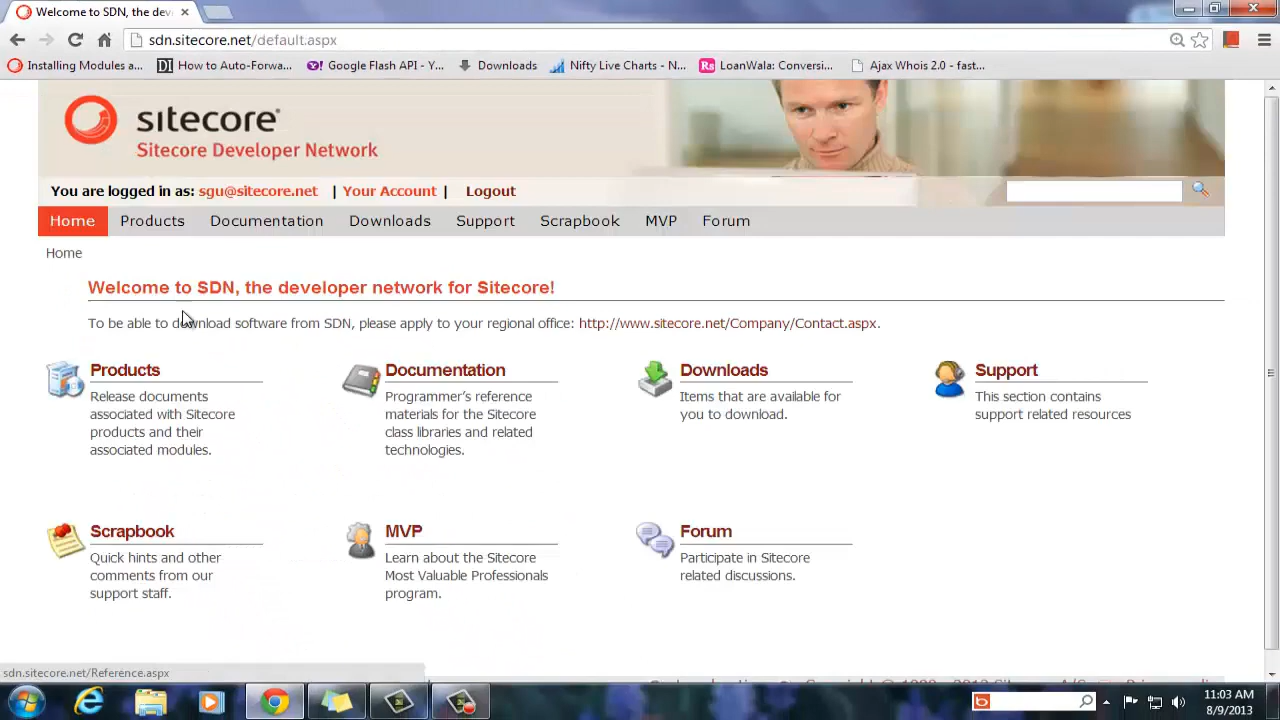 Welcome to SDN, the dev
sdn.sitecore.net/default.aspx
Installing Modules a...
How to Auto-Forwa...
Google Flash API - Y...
Downloads
Nifty Live Charts - N...
LoanWala: Conversi...
Ajax Whois 2.0 - fast...
sitecore
Sitecore Developer Network
You are logged in as: sgu@sitecore.net | Your Account | Logout
Home Products Documentation Downloads Support Scrapbook MVP Forum
Home
Welcome to SDN, the developer network for Sitecore!
To be able to download software from SDN, please apply to your regional office: http://www.sitecore.net/Company/Contact.aspx.
Products
Release documents
associated with Sitecore
products and their
associated modules.
Documentation
Programmer's reference
materials for the Sitecore
class libraries and related
technologies.
Downloads
Items that are available for
you to download.
Support
This section contains
support related resources
Scrapbook
Quick hints and other
comments from our
support staff.
MVP
Learn about the Sitecore
Most Valuable Professionals
program.
Forum
Participate in Sitecore
related discussions.
sdn.sitecore.net/Reference.aspx
11:03 AM
8/9/2013